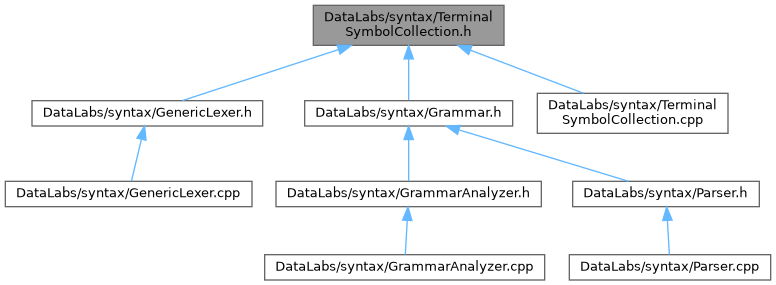 DataLabs/syntax/Terminal
SymbolCollection.h
DataLabs/syntax/GenericLexer.h
DataLabs/syntax/Grammar.h
DataLabs/syntax/Terminal
SymbolCollection.cpp
DataLabs/syntax/GenericLexer.cpp
DataLabs/syntax/GrammarAnalyzer.h
DataLabs/syntax/Parser.h
DataLabs/syntax/GrammarAnalyzer.cpp
DataLabs/syntax/Parser.cpp